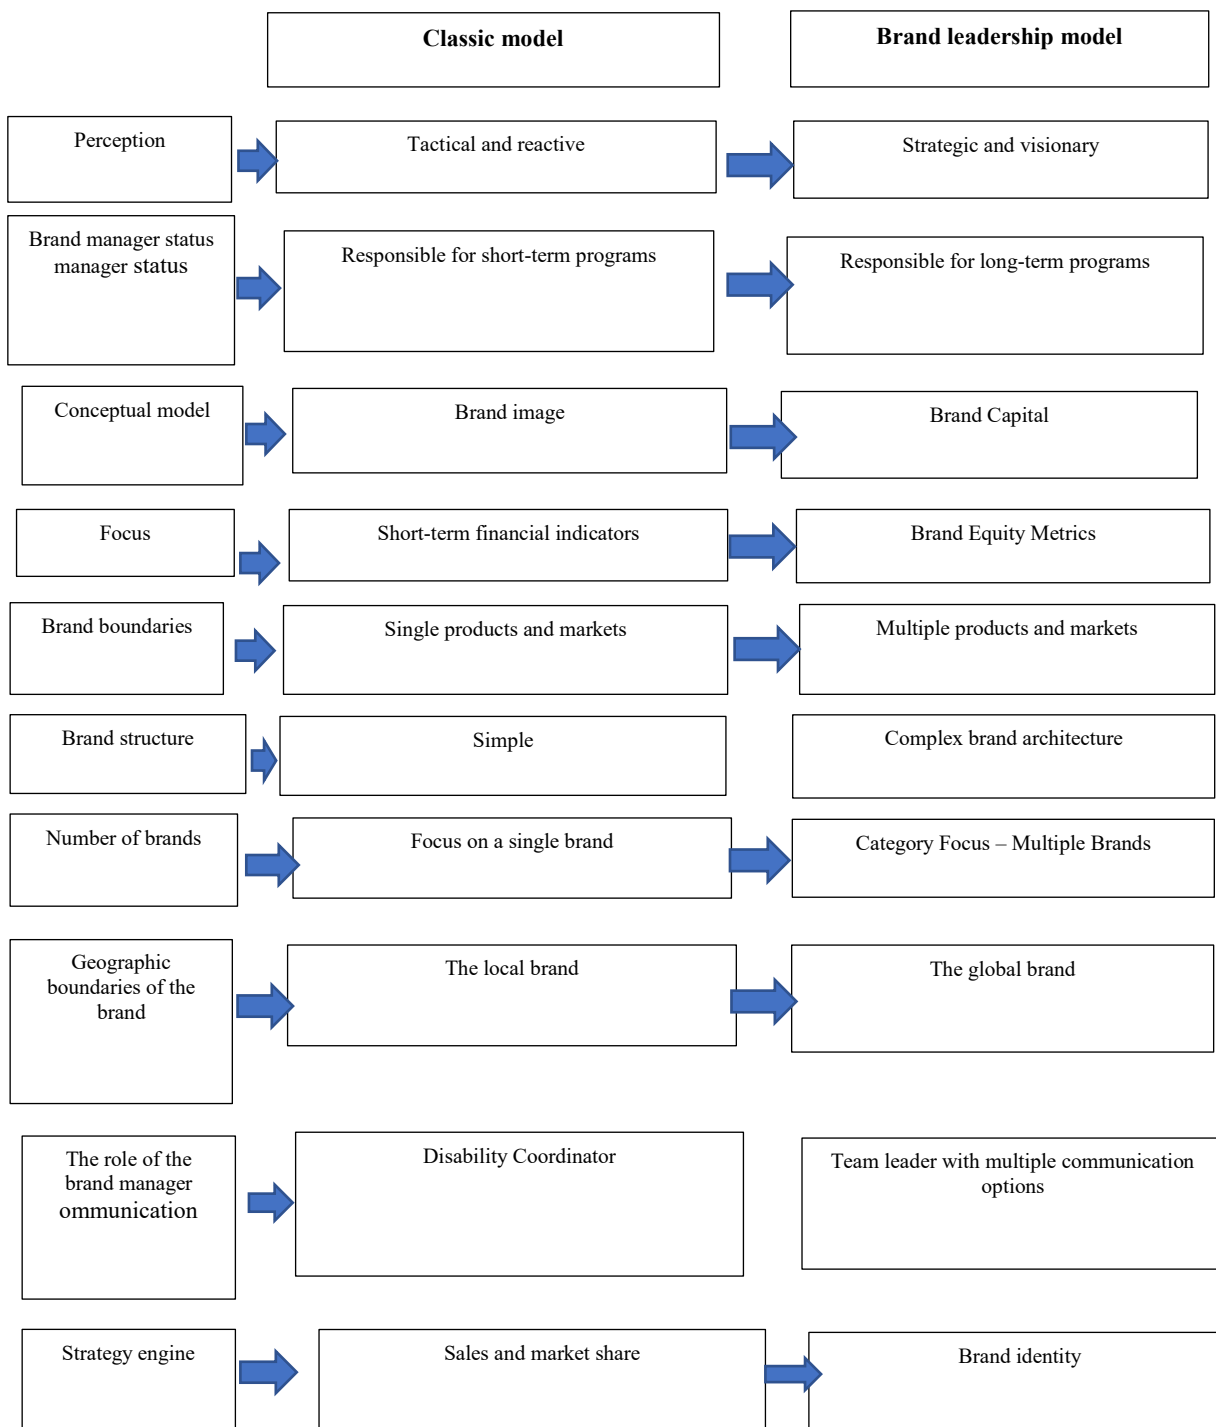 Classic model
Brand leadership model
Perception
Tactical and reactive
Strategic and visionary
Brand manager status
manager status
Responsible for short-term programs
Responsible for long-term programs
Conceptual model
Brand image
Brand Capital
Focus
Short-term financial indicators
Brand Equity Metrics
Brand boundaries
Single products and markets
Multiple products and markets
Brand structure
Simple
Complex brand architecture
Number of brands
Focus on a single brand
Category Focus – Multiple Brands
Geographic
boundaries of the
brand
The local brand
The global brand
The role of the
brand manager
ommunication
Disability Coordinator
Team leader with multiple communication
options
Strategy engine
Sales and market share
Brand identity